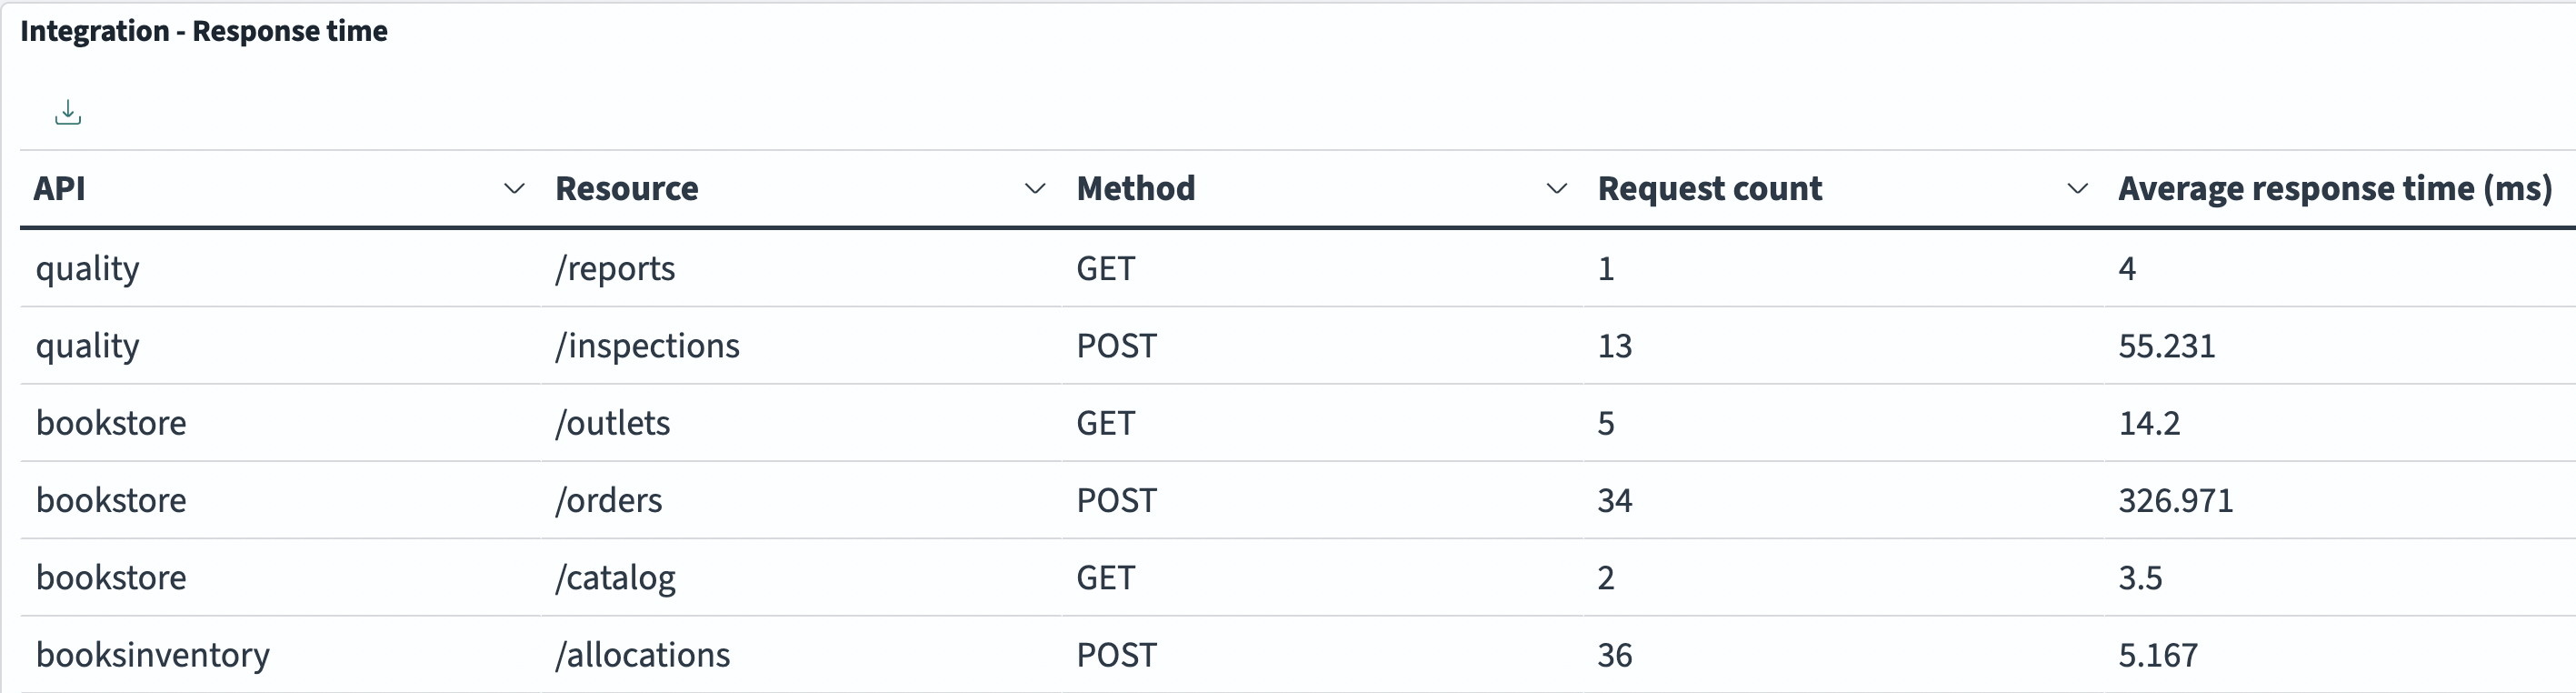 Integration - Response time
API Resource Method Request count Average response time (ms)
quality /reports GET 1 4
quality /inspections POST 13 55.231
bookstore /outlets GET 5 14.2
bookstore /orders POST 34 326.971
bookstore /catalog GET 2 3.5
booksinventory /allocations POST 36 5.167